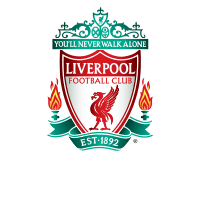 YOU'LL NEVER WALK ALONE
LIVERPOOL
FOOTBALL CLUB
EST·1892
®